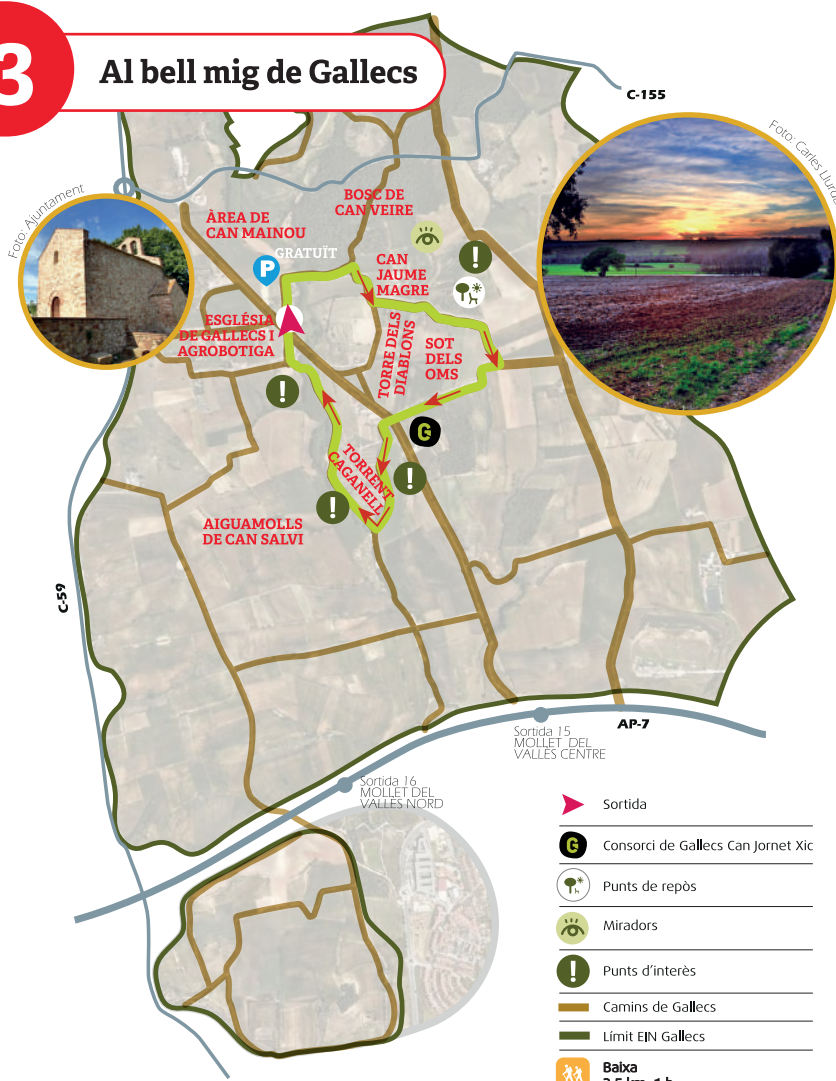 3
Al bell mig de Gallecs
C-155
Foto: Ajuntament
BOSC DE
CAN VEIRE
ÀREA DE
CAN MAINOU
P
GRATUÏT
!
CAN
JAUME
MAGRE
ESGLÉSIA
DE GALLECS I
AGROBOTIGA
TORRE DELS
DIABLONS
SOT
DELS
OMS
!
G
TORRENT
CAGANELL
!
!
AIGUAMOLLS
DE CAN SALVI
C-59
AP-7
Sortida 15
MOLLET DEL
VALLÈS CENTRE
Sortida 16
MOLLET DEL
VALLÈS NORD
Sortida
G
Consorci de Gallecs Can Jornet Xic
Punts de repòs
Miradors
!
Punts d'interès
Camins de Gallecs
Límit EIN Gallecs
Baixa